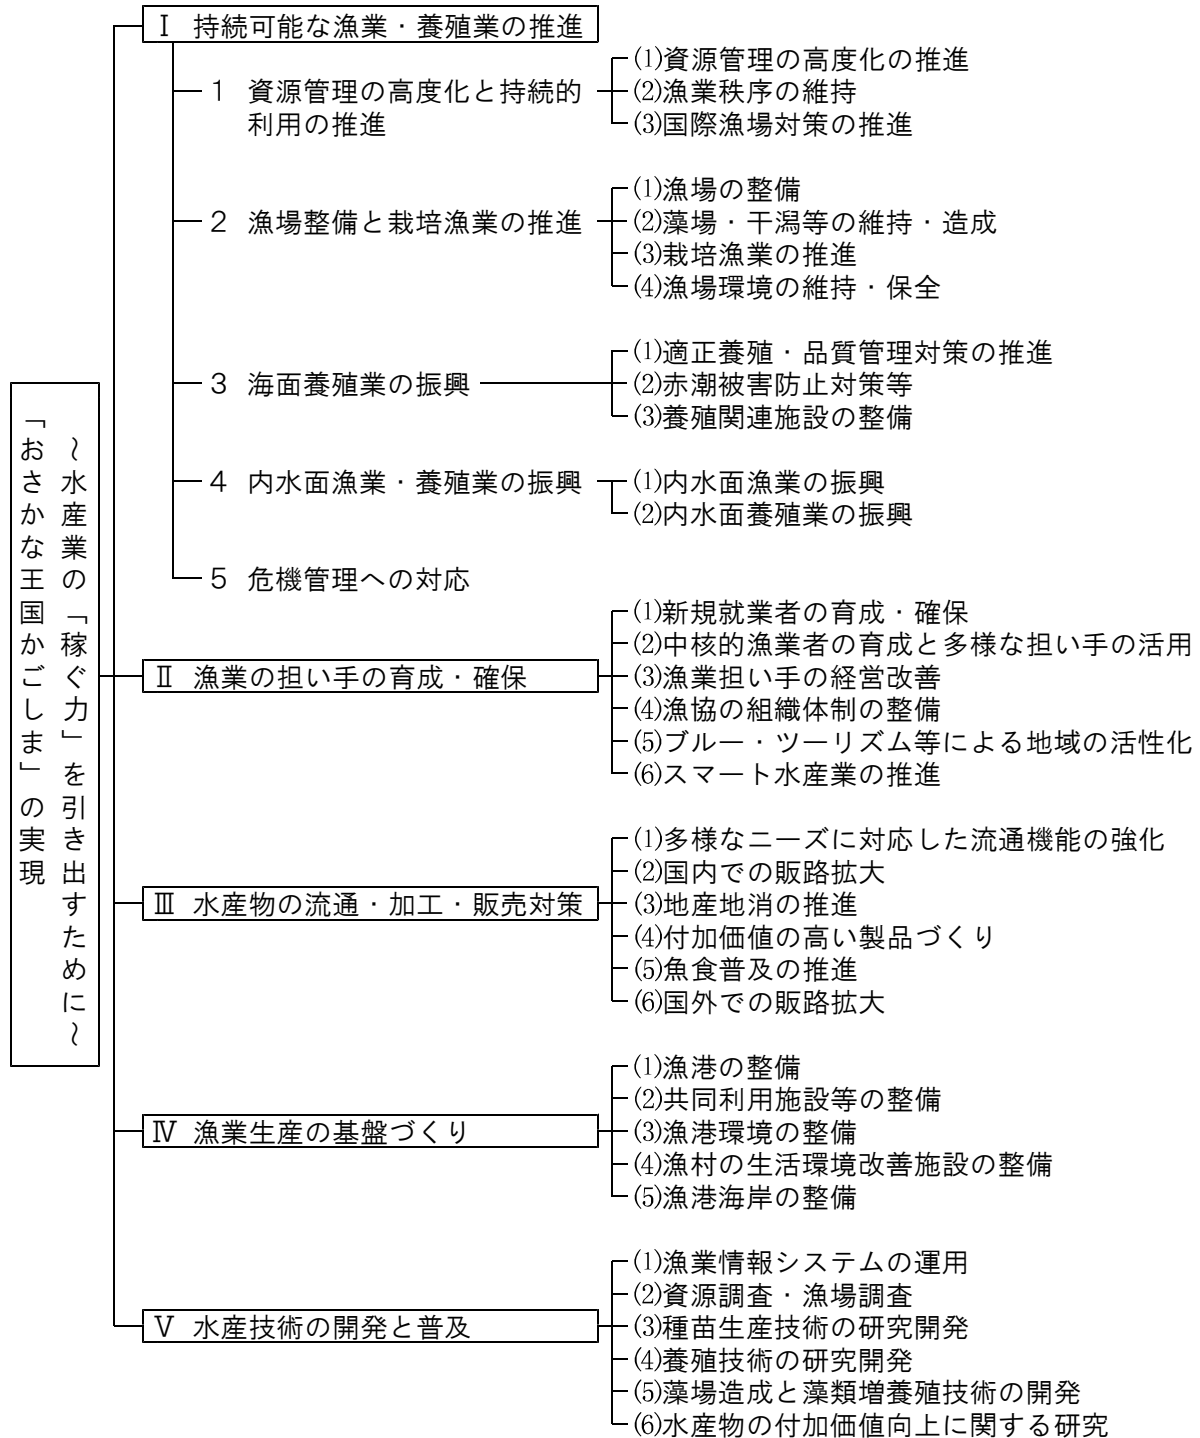 「おさかな王国かごしま」の実現
～水産業の「稼ぐ力」を引き出すために～
Ⅰ 持続可能な漁業・養殖業の推進
1 資源管理の高度化と持続的
利用の推進
⑴資源管理の高度化の推進
⑵漁業秩序の維持
⑶国際漁場対策の推進
2 漁場整備と栽培漁業の推進
⑴漁場の整備
⑵藻場・干潟等の維持・造成
⑶栽培漁業の推進
⑷漁場環境の維持・保全
3 海面養殖業の振興
⑴適正養殖・品質管理対策の推進
⑵赤潮被害防止対策等
⑶養殖関連施設の整備
4 内水面漁業・養殖業の振興
⑴内水面漁業の振興
⑵内水面養殖業の振興
5 危機管理への対応
Ⅱ 漁業の担い手の育成・確保
⑴新規就業者の育成・確保
⑵中核的漁業者の育成と多様な担い手の活用
⑶漁業担い手の経営改善
⑷漁協の組織体制の整備
⑸ブルー・ツーリズム等による地域の活性化
⑹スマート水産業の推進
Ⅲ 水産物の流通・加工・販売対策
⑴多様なニーズに対応した流通機能の強化
⑵国内での販路拡大
⑶地産地消の推進
⑷付加価値の高い製品づくり
⑸魚食普及の推進
⑹国外での販路拡大
Ⅳ 漁業生産の基盤づくり
⑴漁港の整備
⑵共同利用施設等の整備
⑶漁港環境の整備
⑷漁村の生活環境改善施設の整備
⑸漁港海岸の整備
Ⅴ 水産技術の開発と普及
⑴漁業情報システムの運用
⑵資源調査・漁場調査
⑶種苗生産技術の研究開発
⑷養殖技術の研究開発
⑸藻場造成と藻類増養殖技術の開発
⑹水産物の付加価値向上に関する研究